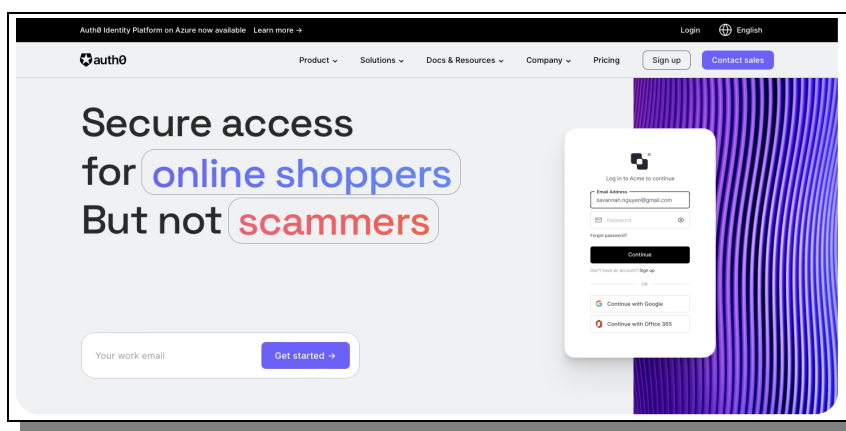 Auth0 Identity Platform on Azure now available Learn more →
Login English
auth0
Product Solutions Docs & Resources Company Pricing Sign up Contact sales
Secure access
for online shoppers
But not scammers
Your work email
Get started →
Log in to Acme to continue
Email Address
savannah.nguyen@gmail.com
Password
Forgot password?
Continue
Don't have an account? Sign up
OR
Continue with Google
Continue with Office 365